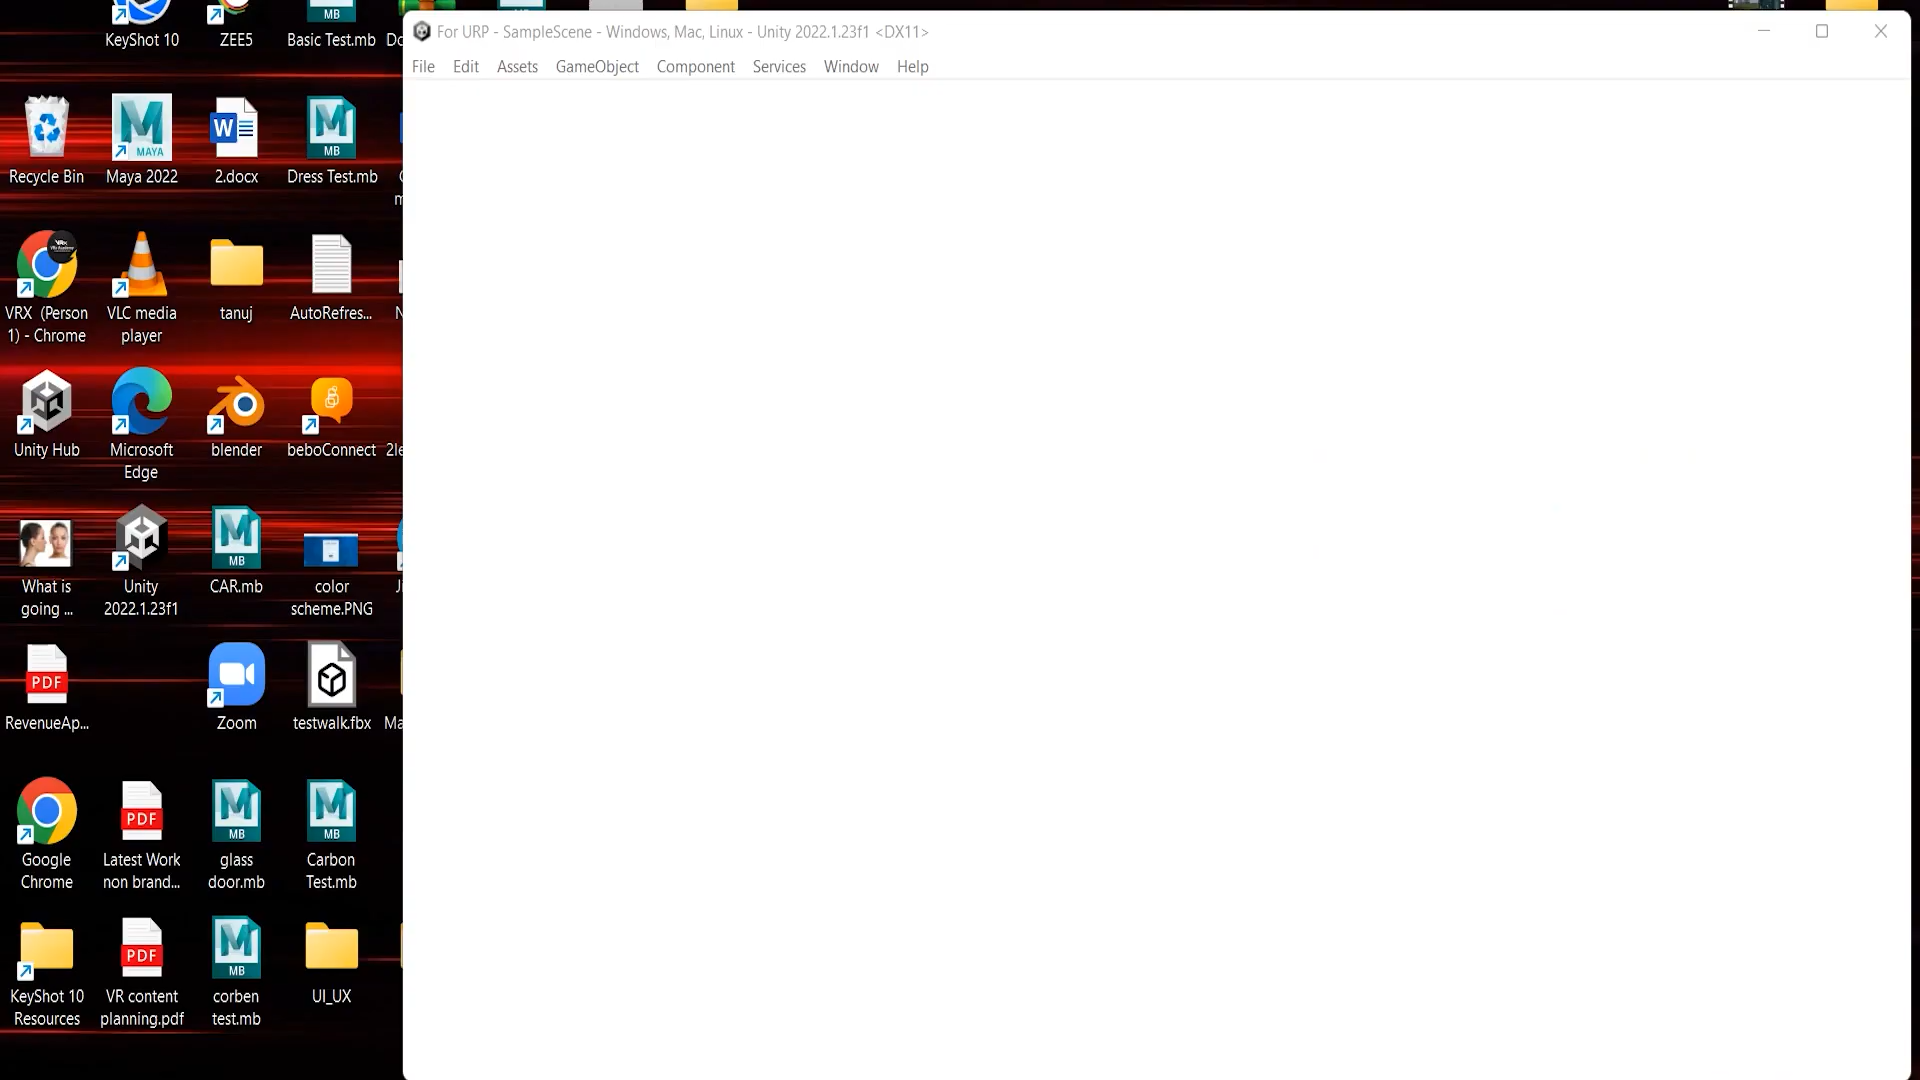 KeyShot 10
ZEE5
Basic Test.mb
For URP - SampleScene - Windows, Mac, Linux - Unity 2022.1.23f1 <DX11>
File Edit Assets GameObject Component Services Window Help
Recycle Bin
MAYA
Maya 2022
W
2.docx
MB
Dress Test.mb
VRX (Person
1) - Chrome
VLC media
player
tanuj
AutoRefres...
Unity Hub
Microsoft
Edge
blender
beboConnect
What is
going ...
Unity
2022.1.23f1
MB
CAR.mb
color
scheme.PNG
PDF
RevenueAp...
Zoom
testwalk.fbx
Google
Chrome
PDF
Latest Work
non brand...
MB
glass
door.mb
MB
Carbon
Test.mb
KeyShot 10
Resources
PDF
VR content
planning.pdf
MB
corben
test.mb
UI_UX